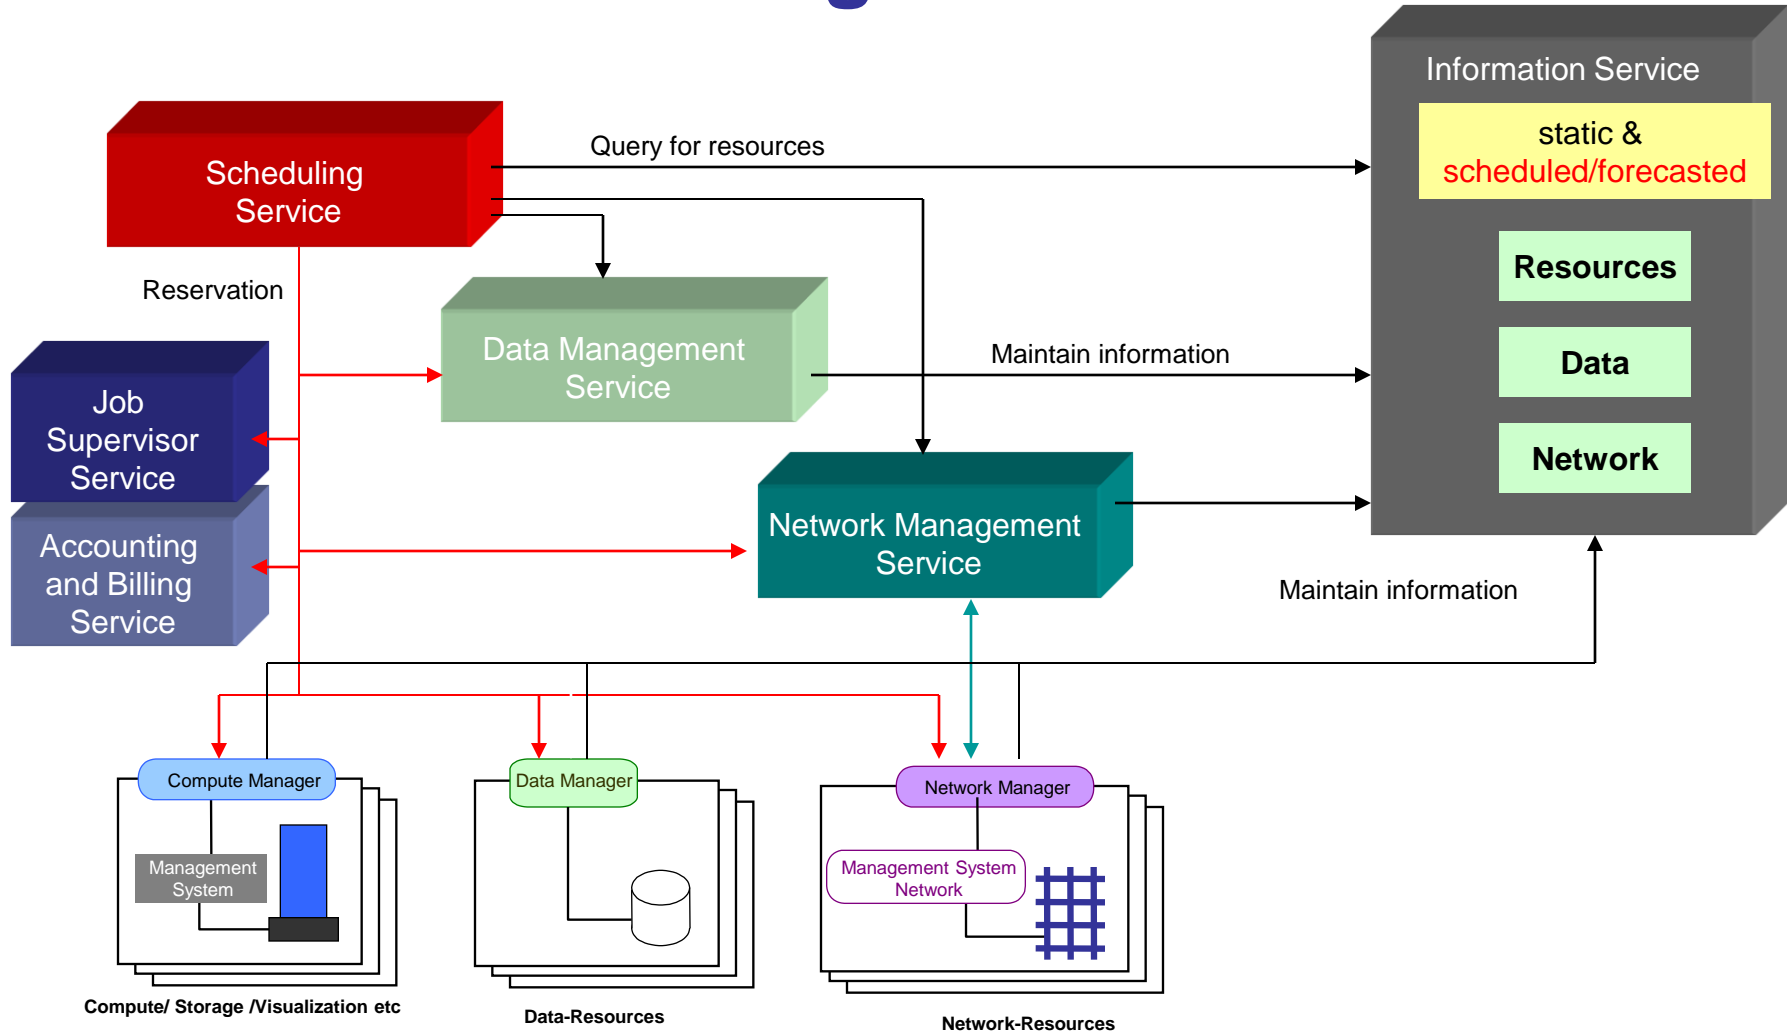 Information Service
static &
scheduled/forecasted
Resources
Data
Network
Scheduling
Service
Query for resources
Reservation
Data Management
Service
Maintain information
Job
Supervisor
Service
Network Management
Service
Accounting
and Billing
Service
Maintain information
Compute Manager
Management
System
Compute/ Storage /Visualization etc
Data Manager
Data-Resources
Network Manager
Management System
Network
Network-Resources